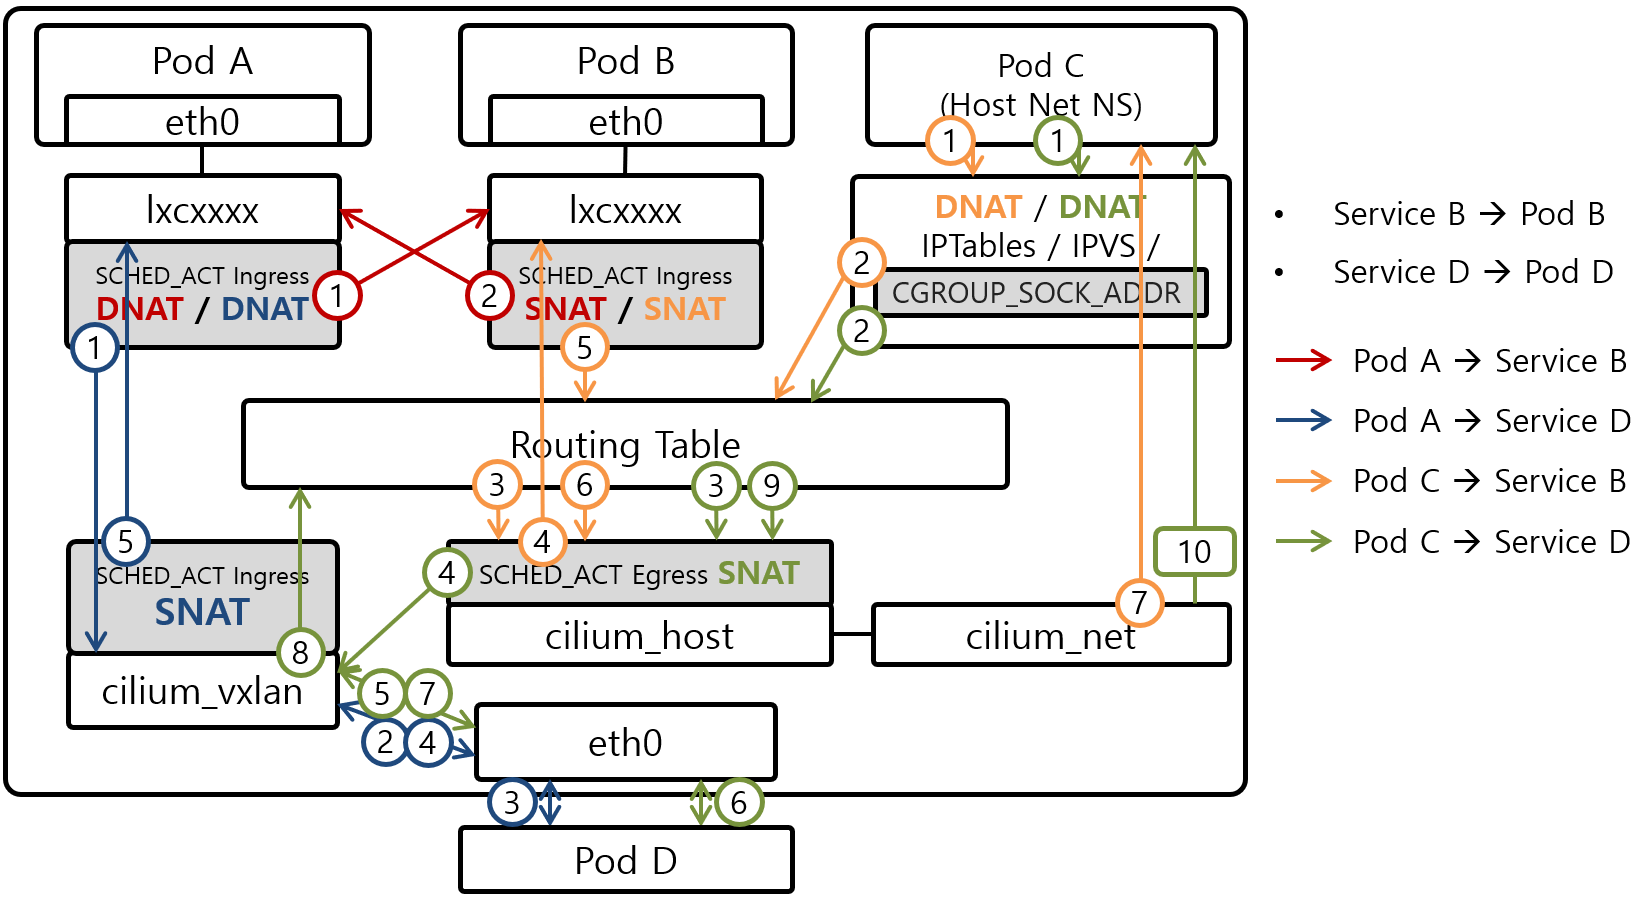 Pod A
eth0
lxcxxxx
SCHED_ACT Ingress
DNAT / DNAT
1
1
Pod B
eth0
lxcxxxx
SCHED_ACT Ingress
SNAT / SNAT
2
5
Pod C
(Host Net NS)
1
1
DNAT / DNAT
IPTables / IPVS /
CGROUP_SOCK_ADDR
2
2
Routing Table
3
6
3
9
5
SCHED_ACT Ingress
SNAT
8
cilium_vxlan
4
4
SCHED_ACT Egress SNAT
cilium_host
10
7
cilium_net
5
7
2
4
eth0
3
6
Pod D
• Service B → Pod B
• Service D → Pod D
Pod A → Service B
Pod A → Service D
Pod C → Service B
Pod C → Service D